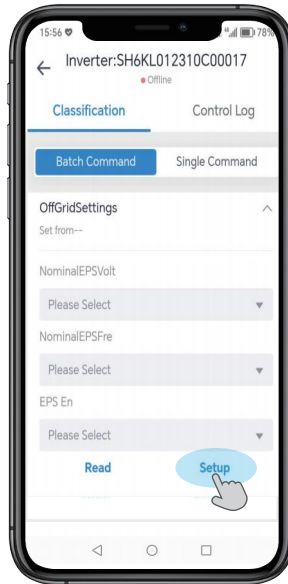 15:56 78%
Inverter:SH6KL012310C00017
Offline
Classification Control Log
Batch Command Single Command
OffGridSettings
Set from--
NominalEPSVolt
Please Select
NominalEPSFre
Please Select
EPS En
Please Select
Read Setup